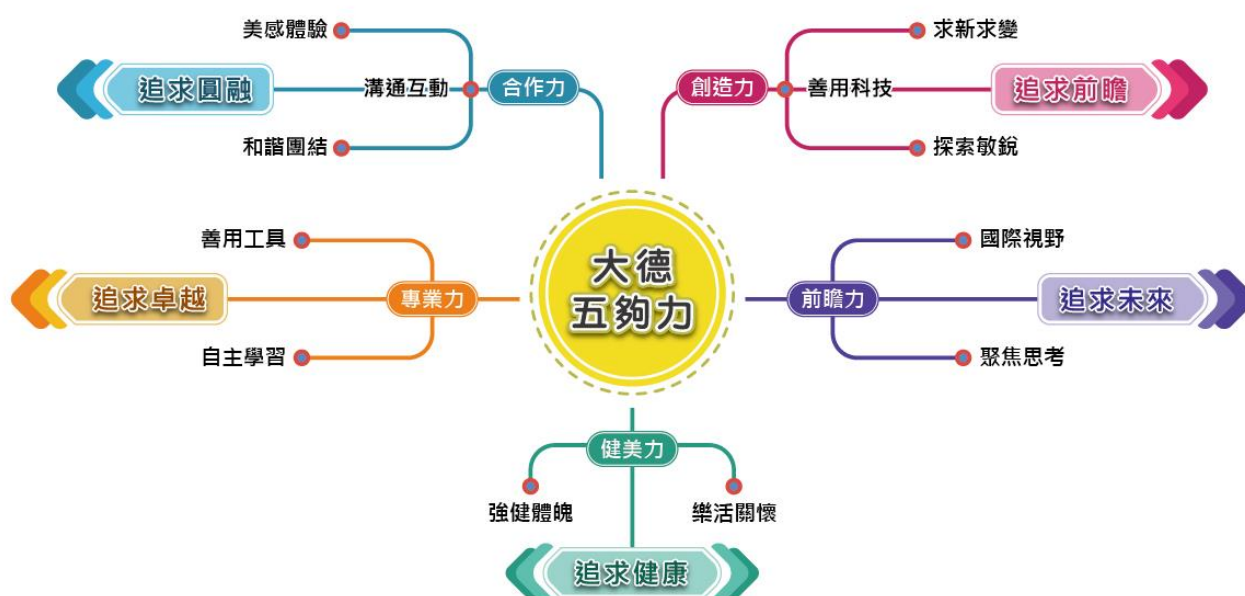 美感體驗
追求圓融
溝通互動
合作力
和諧團結
求新求變
創造力
善用科技
追求前瞻
探索敏銳
大德
五夠力
善用工具
追求卓越
專業力
自主學習
國際視野
前瞻力
追求未來
聚焦思考
健美力
強健體魄
樂活關懷
追求健康